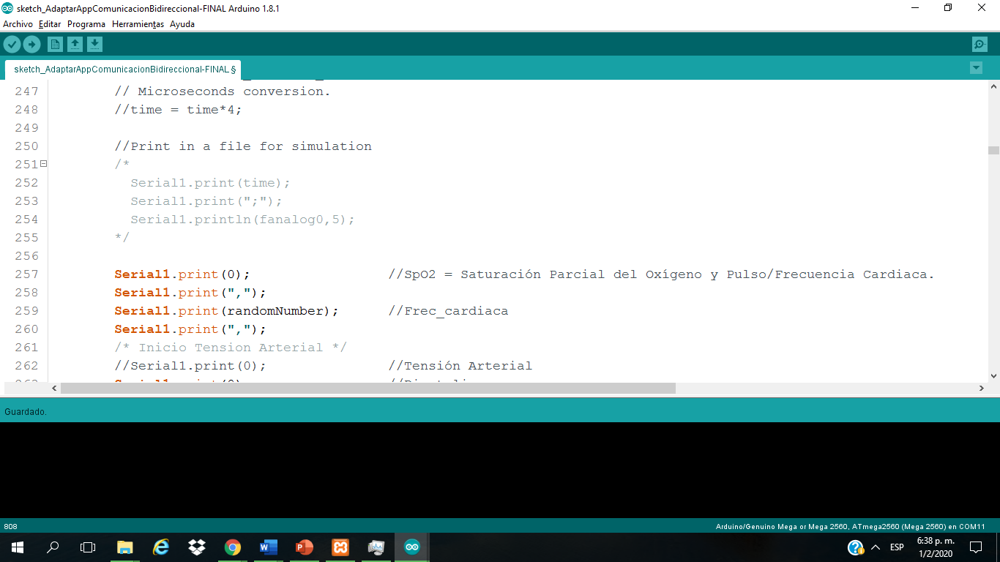 sketch_AdaptarAppComunicacionBidireccional-FINAL Arduino 1.8.1
Archivo Editar Programa Herramientas Ayuda
sketch_AdaptarAppComunicacionBidireccional-FINAL §
247 // Microseconds conversion.
248 //time = time*4;
249
250 //Print in a file for simulation
251 /*
252 Serial1.print(time);
253 Serial1.print(";");
254 Serial1.println(fanalog0,5);
255 */
256
257 Serial1.print(0); //SpO2 = Saturación Parcial del Oxígeno y Pulso/Frecuencia Cardiaca.
258 Serial1.print(",");
259 Serial1.print(randomNumber); //Frec_cardiaca
260 Serial1.print(",");
261 /* Inicio Tension Arterial */
262 //Serial1.print(0); //Tensión Arterial
Guardado.
808
Arduino/Genuino Mega or Mega 2560, ATmega2560 (Mega 2560) en COM11
ESP
6:38 p. m.
1/2/2020